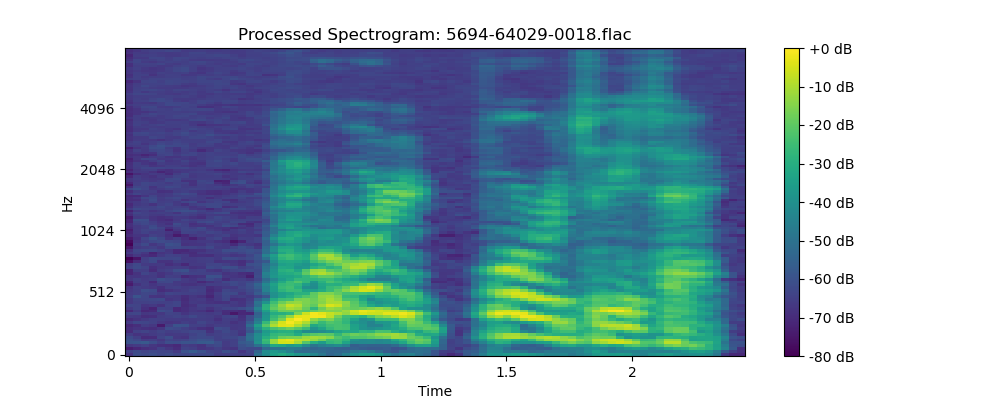 Processed Spectrogram: 5694-64029-0018.flac
Hz
4096
2048
1024
512
0
0
0.5
1
1.5
2
Time
+0 dB
-10 dB
-20 dB
-30 dB
-40 dB
-50 dB
-60 dB
-70 dB
-80 dB